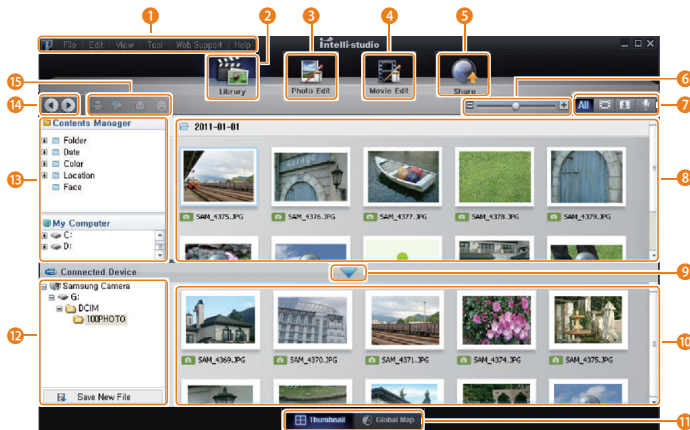 1
2
3
4
5
File Edit View Tool Web Support Help
Intelli-studio
Library
Photo Edit
Movie Edit
Share
15
6
14
All
7
Contents Manager
2011-01-01
Folder
Date
Color
Location
Face
13
8
SAM_4375.JPG
SAM_4376.JPG
SAM_4377.JPG
SAM_4378.JPG
SAM_4379.JPG
My Computer
C:
D:
Connected Device
9
Samsung Camera
G:
DCIM
100PHOTO
12
10
SAM_4369.JPG
SAM_4370.JPG
SAM_4371.JPG
SAM_4374.JPG
SAM_4375.JPG
Save New File
Thumbnail
Global Map
11